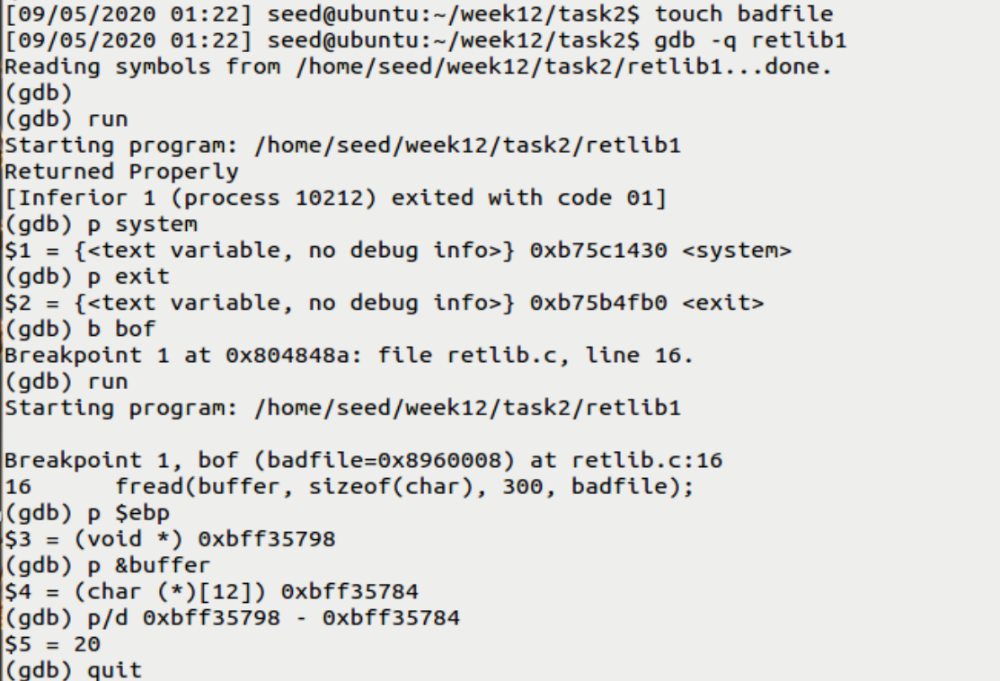 [09/05/2020 01:22] seed@ubuntu:~/week12/task2$ touch badfile
[09/05/2020 01:22] seed@ubuntu:~/week12/task2$ gdb -q retlib1
Reading symbols from /home/seed/week12/task2/retlib1...done.
(gdb)
(gdb) run
Starting program: /home/seed/week12/task2/retlib1
Returned Properly
[Inferior 1 (process 10212) exited with code 01]
(gdb) p system
$1 = {<text variable, no debug info>} 0xb75c1430 <system>
(gdb) p exit
$2 = {<text variable, no debug info>} 0xb75b4fb0 <exit>
(gdb) b bof
Breakpoint 1 at 0x804848a: file retlib.c, line 16.
(gdb) run
Starting program: /home/seed/week12/task2/retlib1

Breakpoint 1, bof (badfile=0x8960008) at retlib.c:16
16      fread(buffer, sizeof(char), 300, badfile);
(gdb) p $ebp
$3 = (void *) 0xbff35798
(gdb) p &buffer
$4 = (char (*)[12]) 0xbff35784
(gdb) p/d 0xbff35798 - 0xbff35784
$5 = 20
(gdb) quit